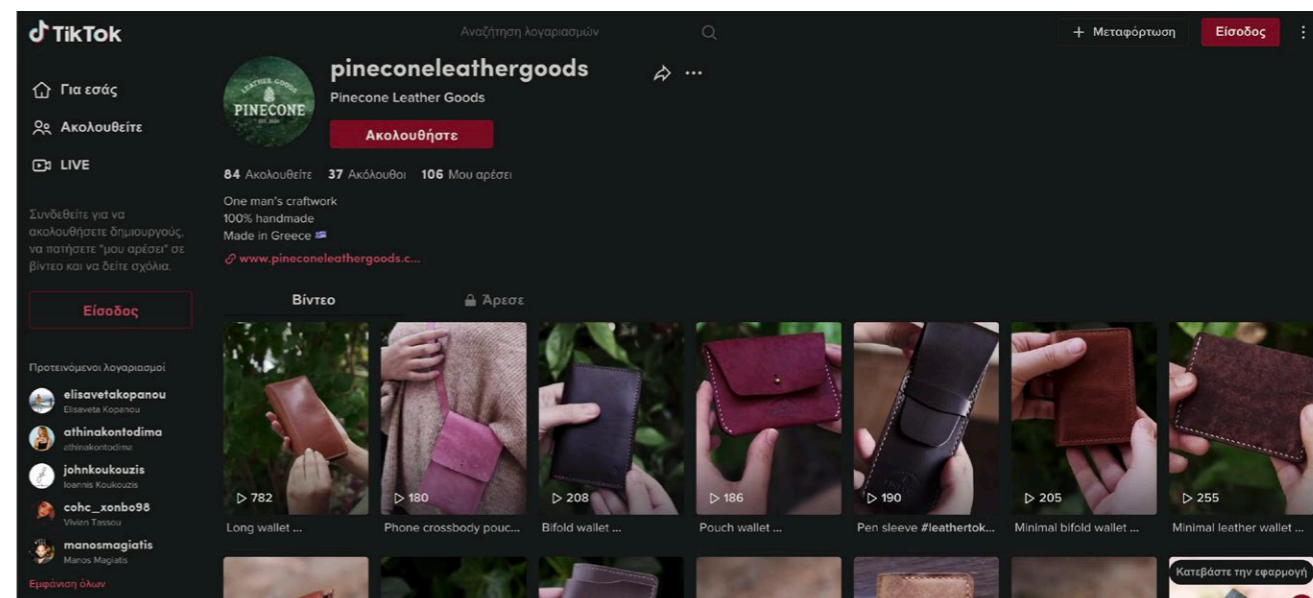 TikTok
Αναζήτηση λογαριασμών
+ Μεταφόρτωση
Είσοδος
Για εσάς
Ακολουθείτε
LIVE
Συνδεθείτε για να
ακολουθήσετε δημιουργούς,
να πατήσετε "μου αρέσει" σε
βίντεο και να δείτε σχόλια.
Είσοδος
Προτεινόμενοι λογαριασμοί
elisavetakopanou
Elisaveta Kopanou
athinakontodima
athinakontodima
johnkoukouzis
Ioannis Koukouzis
cohc_xonbo98
Vivien Tassou
manosmagiatis
Manos Magiatis
Εμφάνιση όλων
LEATHER GOODS
PINECONE
pineconeleathergoods
Pinecone Leather Goods
Ακολουθήστε
84 Ακολουθείτε 37 Ακόλουθοι 106 Μου αρέσει
One man's craftwork
100% handmade
Made in Greece 🇬🇷
www.pineconeleathergoods.c...
Βίντεο
Άρεσε
782
Long wallet ...
180
Phone crossbody pouc...
208
Bifold wallet ...
186
Pouch wallet ...
190
Pen sleeve #leathertok...
205
Minimal bifold wallet ...
255
Minimal leather wallet ...
Κατεβάστε την εφαρμογή